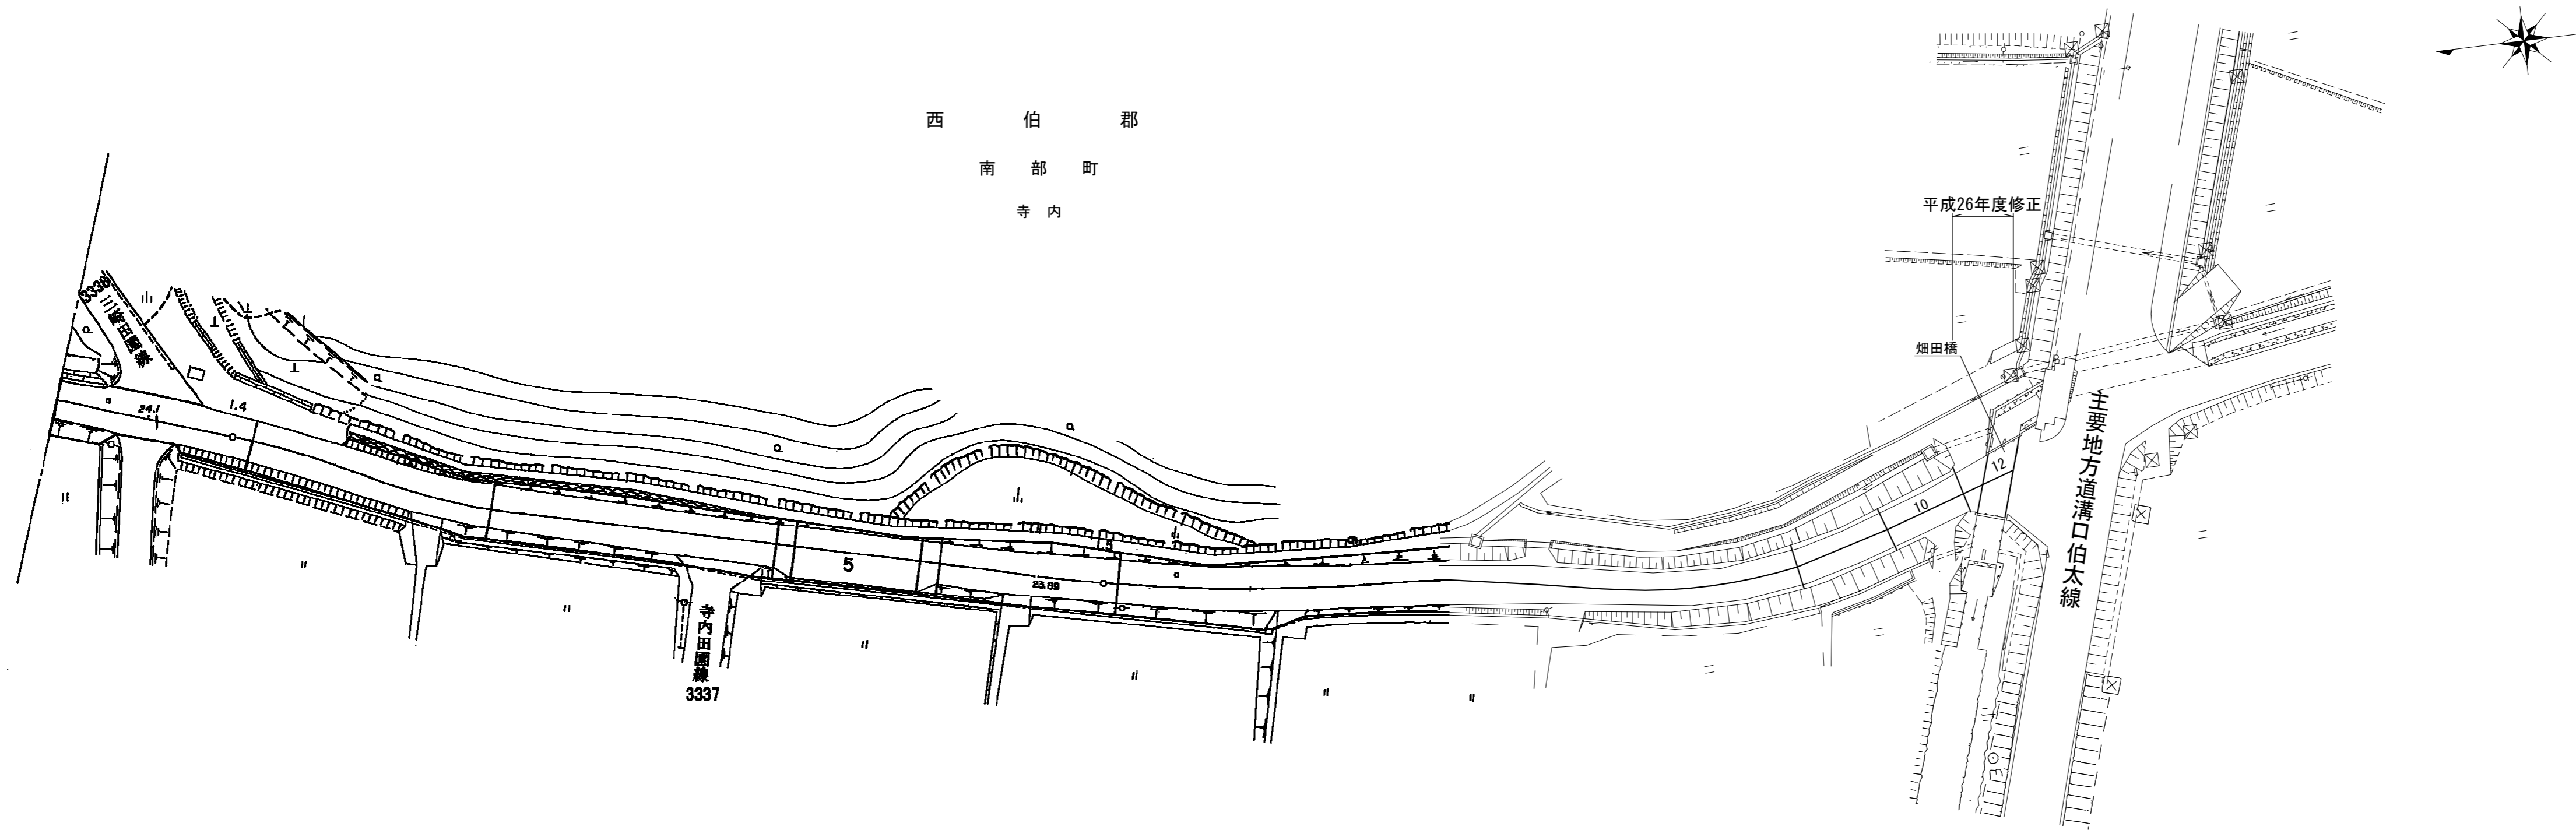 西伯郡
南部町
寺内
平成26年度修正
畑田橋
主要地方道溝口伯太線
3338
24.1
1.4
5
.5
23.69
10
12
寺内田園線
3337